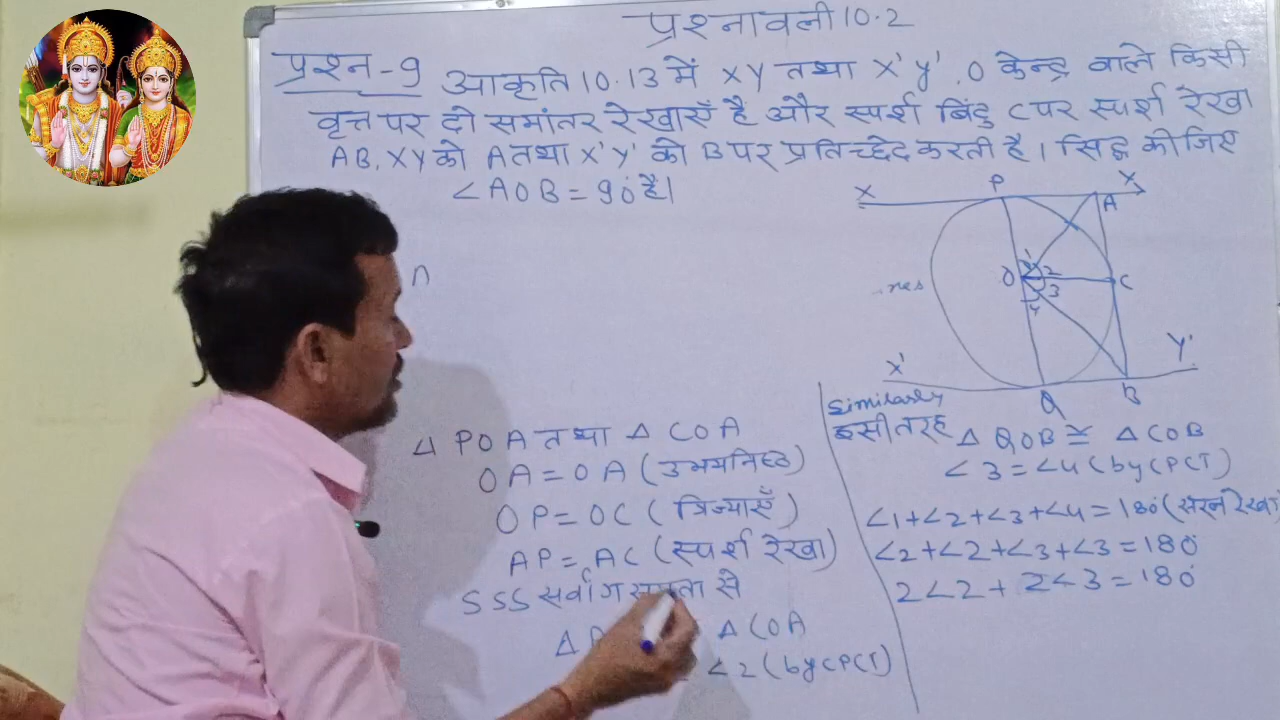 प्रश्नावली 10.2
प्रश्न-9 आकृति 10.13 में XY तथा X'Y', O केन्द्र वाले किसी
वृत्त पर दो समांतर रेखाएँ है और स्पर्श बिंदु C पर स्पर्श रेखा
AB, XY को A तथा X'Y' को B पर प्रतिच्छेद करती है। सिद्ध कीजिए
∠AOB = 90° है।
X P X
A
O 1 2 3 4 C
X' Y'
Q B
Δ POA तथा Δ COA
OA = OA (उभयनिष्ठ)
OP = OC (त्रिज्याएँ)
AP = AC (स्पर्श रेखा)
SSS सर्वांगसमता से
Δ COA
∠2 (by CPCT)
Similarly
इसी तरह Δ QOB ≅ Δ COB
∠3 = ∠4 (by CPCT)
∠1+∠2+∠3+∠4 = 180° (सरल रेखा
∠2+∠2+∠3+∠3 = 180°
2∠2 + 2∠3 = 180°